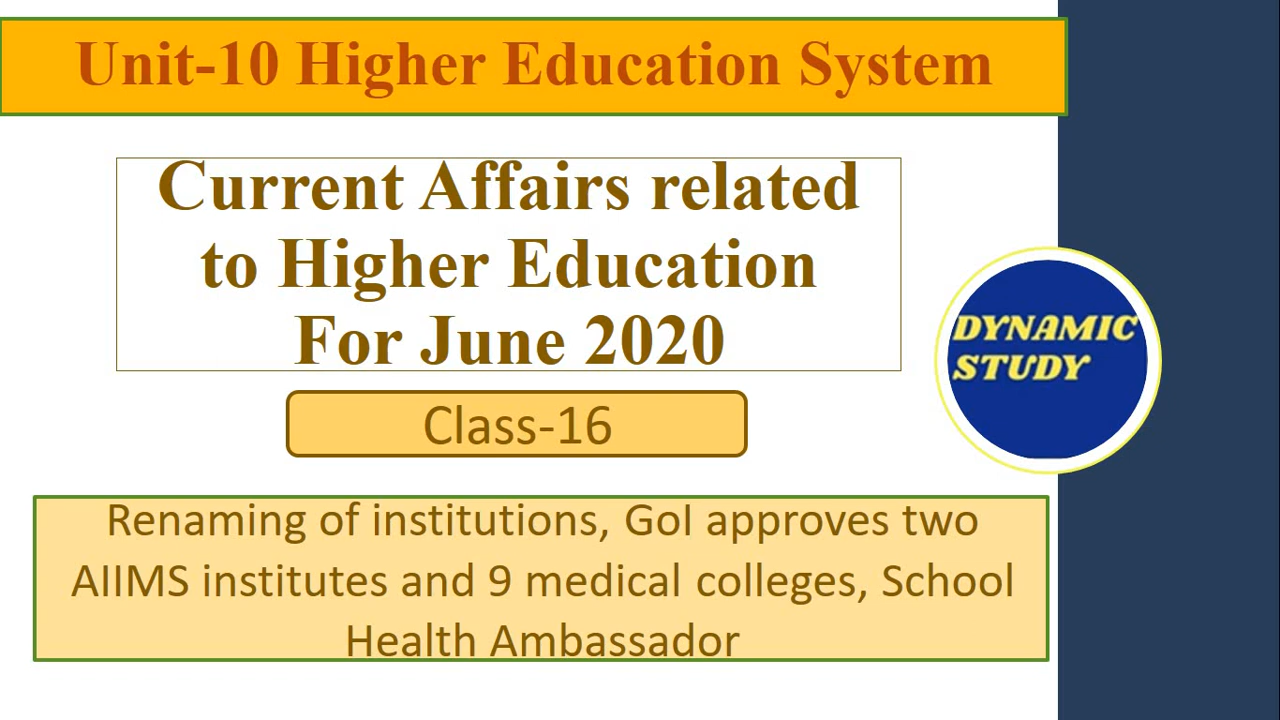 Unit-10 Higher Education System
Current Affairs related
to Higher Education
For June 2020
DYNAMIC
STUDY
Class-16
Renaming of institutions, GoI approves two
AIIMS institutes and 9 medical colleges, School
Health Ambassador